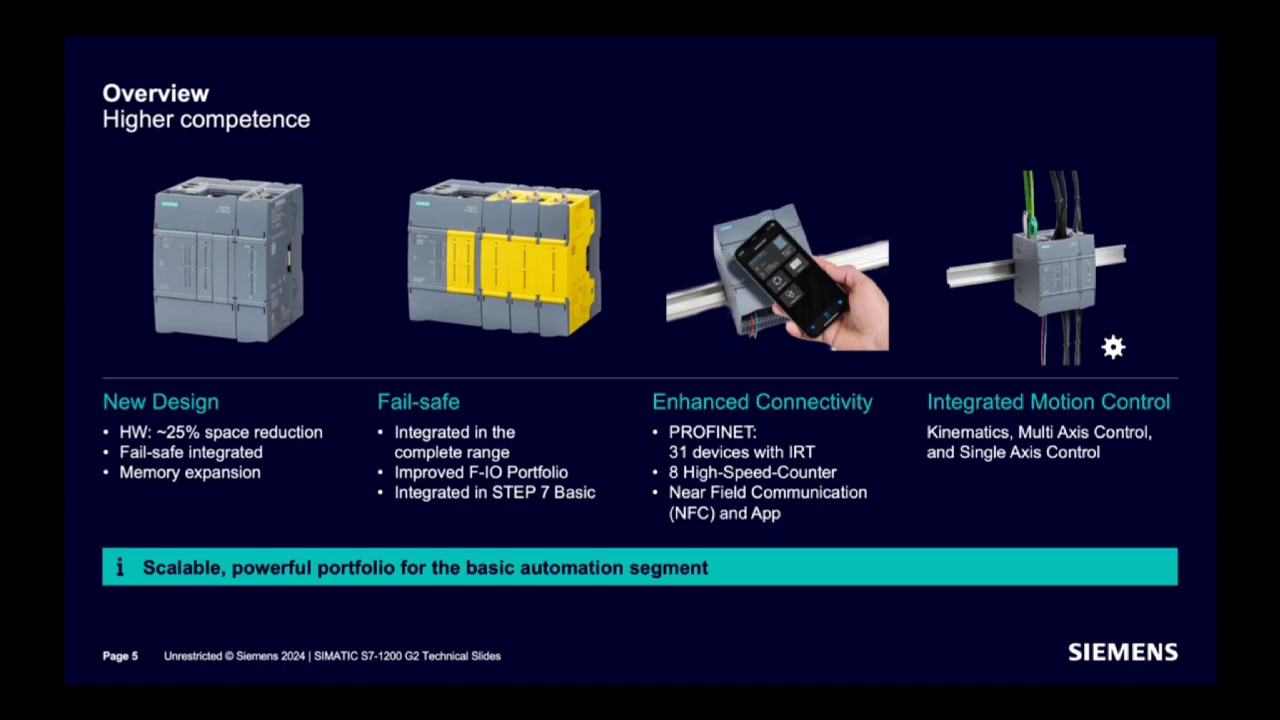 Overview
Higher competence
New Design
• HW: ~25% space reduction
• Fail-safe integrated
• Memory expansion
Fail-safe
• Integrated in the
complete range
• Improved F-IO Portfolio
• Integrated in STEP 7 Basic
Enhanced Connectivity
• PROFINET:
31 devices with IRT
• 8 High-Speed-Counter
• Near Field Communication
(NFC) and App
Integrated Motion Control
Kinematics, Multi Axis Control,
and Single Axis Control
i Scalable, powerful portfolio for the basic automation segment
Page 5 Unrestricted © Siemens 2024 | SIMATIC S7-1200 G2 Technical Slides
SIEMENS